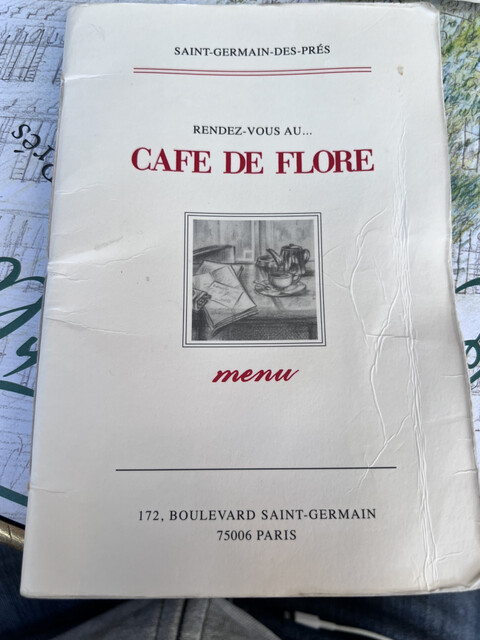 SAINT-GERMAIN-DES-PRÉS
RENDEZ-VOUS AU...
CAFE DE FLORE
menu
172, BOULEVARD SAINT-GERMAIN
75006 PARIS